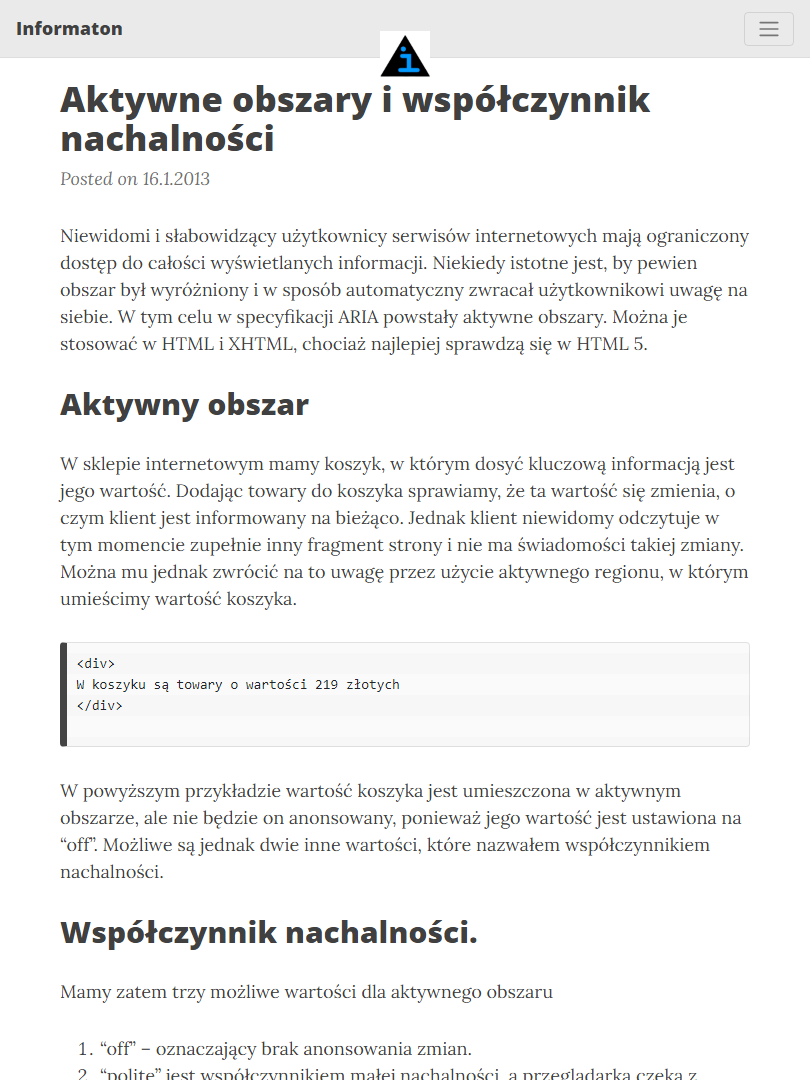 Informaton
Aktywne obszary i współczynnik
nachalności
Posted on 16.1.2013
Niewidomi i słabowidzący użytkownicy serwisów internetowych mają ograniczony
dostęp do całości wyświetlanych informacji. Niekiedy istotne jest, by pewien
obszar był wyróżniony i w sposób automatyczny zwracał użytkownikowi uwagę na
siebie. W tym celu w specyfikacji ARIA powstały aktywne obszary. Można je
stosować w HTML i XHTML, chociaż najlepiej sprawdzą się w HTML 5.
Aktywny obszar
W sklepie internetowym mamy koszyk, w którym dosyć kluczową informacją jest
jego wartość. Dodając towary do koszyka sprawiamy, że ta wartość się zmienia, o
czym klient jest informowany na bieżąco. Jednak klient niewidomy odczytuje w
tym momencie zupełnie inny fragment strony i nie ma świadomości takiej zmiany.
Można mu jednak zwrócić na to uwagę przez użycie aktywnego regionu, w którym
umieścimy wartość koszyka.
<div>
W koszyku są towary o wartości 219 złotych
</div>
W powyższym przykładzie wartość koszyka jest umieszczona w aktywnym
obszarze, ale nie będzie on anonsowany, ponieważ jego wartość jest ustawiona na
“off”. Możliwe są jednak dwie inne wartości, które nazwałem współczynnikiem
nachalności.
Współczynnik nachalności.
Mamy zatem trzy możliwe wartości dla aktywnego obszaru
1. “off” – oznaczający brak anonsowania zmian.
2. “polite” jest współczynnikiem małej nachalności, a przeglądarka czeka z